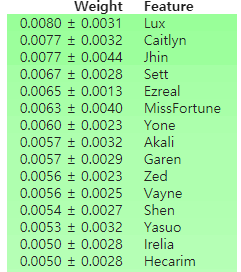 Weight Feature
0.0080 ± 0.0031 Lux
0.0077 ± 0.0032 Caitlyn
0.0077 ± 0.0044 Jhin
0.0067 ± 0.0028 Sett
0.0065 ± 0.0013 Ezreal
0.0063 ± 0.0040 MissFortune
0.0060 ± 0.0023 Yone
0.0057 ± 0.0032 Akali
0.0057 ± 0.0029 Garen
0.0056 ± 0.0023 Zed
0.0056 ± 0.0025 Vayne
0.0054 ± 0.0027 Shen
0.0053 ± 0.0032 Yasuo
0.0050 ± 0.0028 Irelia
0.0050 ± 0.0028 Hecarim